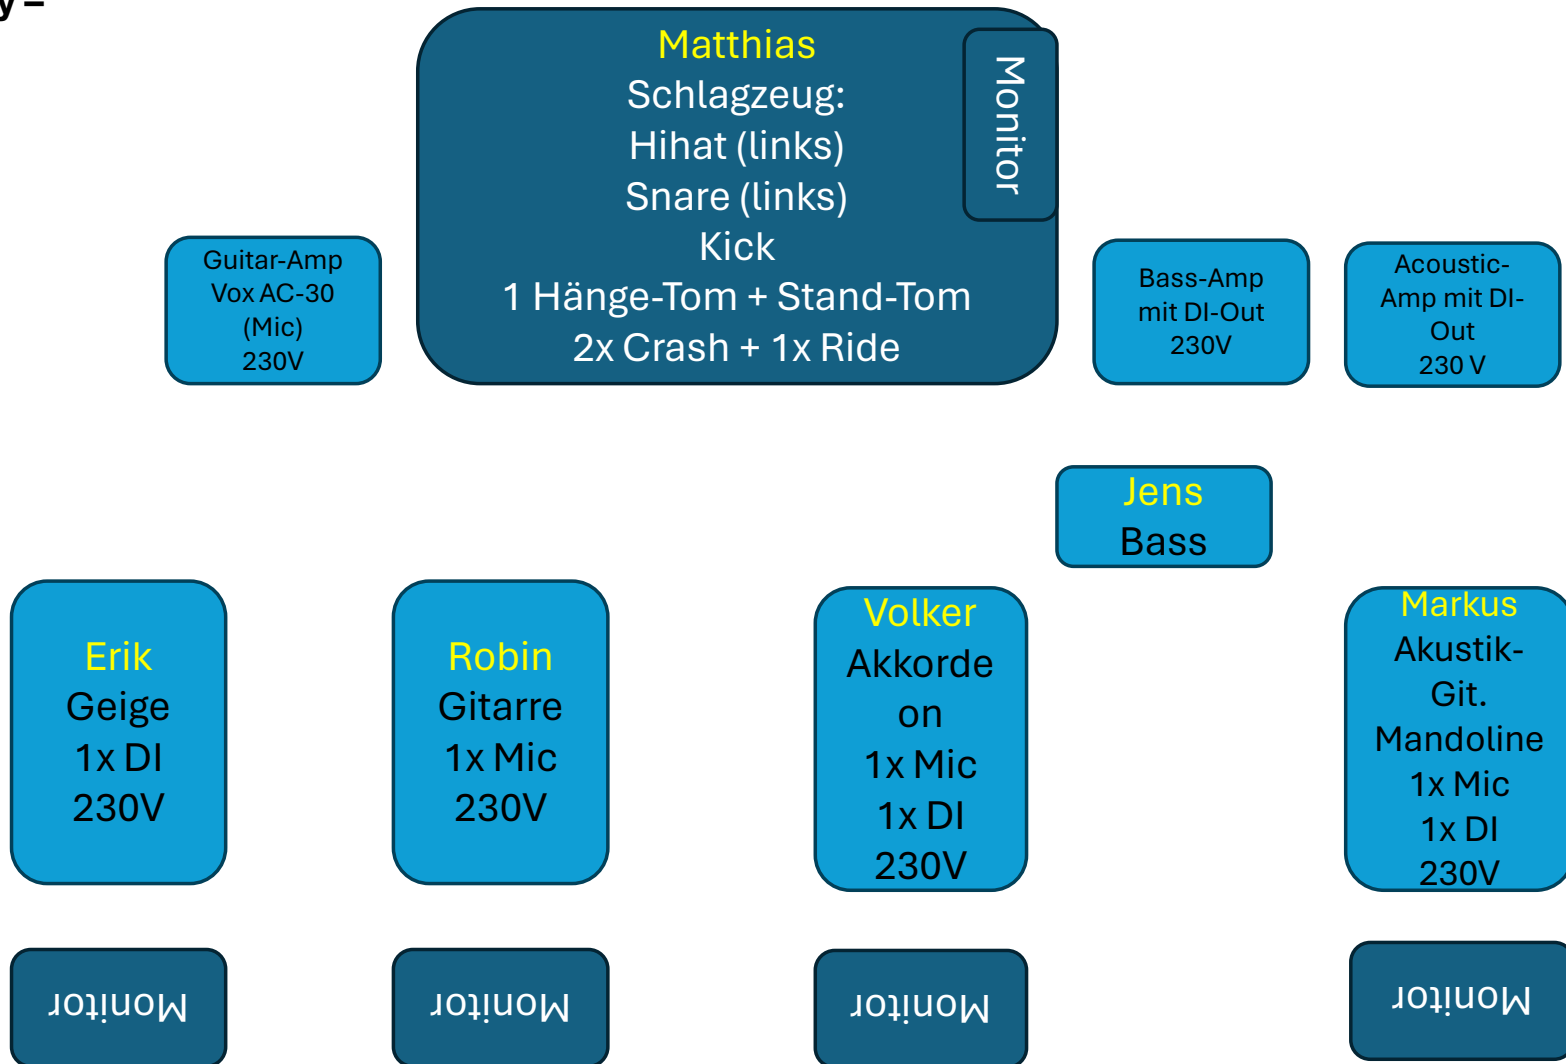 y –
Matthias
Schlagzeug:
Hihat (links)
Snare (links)
Kick
1 Hänge-Tom + Stand-Tom
2x Crash + 1x Ride
Monitor
Guitar-Amp
Vox AC-30
(Mic)
230V
Bass-Amp
mit DI-Out
230V
Acoustic-
Amp mit DI-
Out
230 V
Jens
Bass
Erik
Geige
1x DI
230V
Robin
Gitarre
1x Mic
230V
Volker
Akkorde
on
1x Mic
1x DI
230V
Markus
Akustik-
Git.
Mandoline
1x Mic
1x DI
230V
Monitor
Monitor
Monitor
Monitor